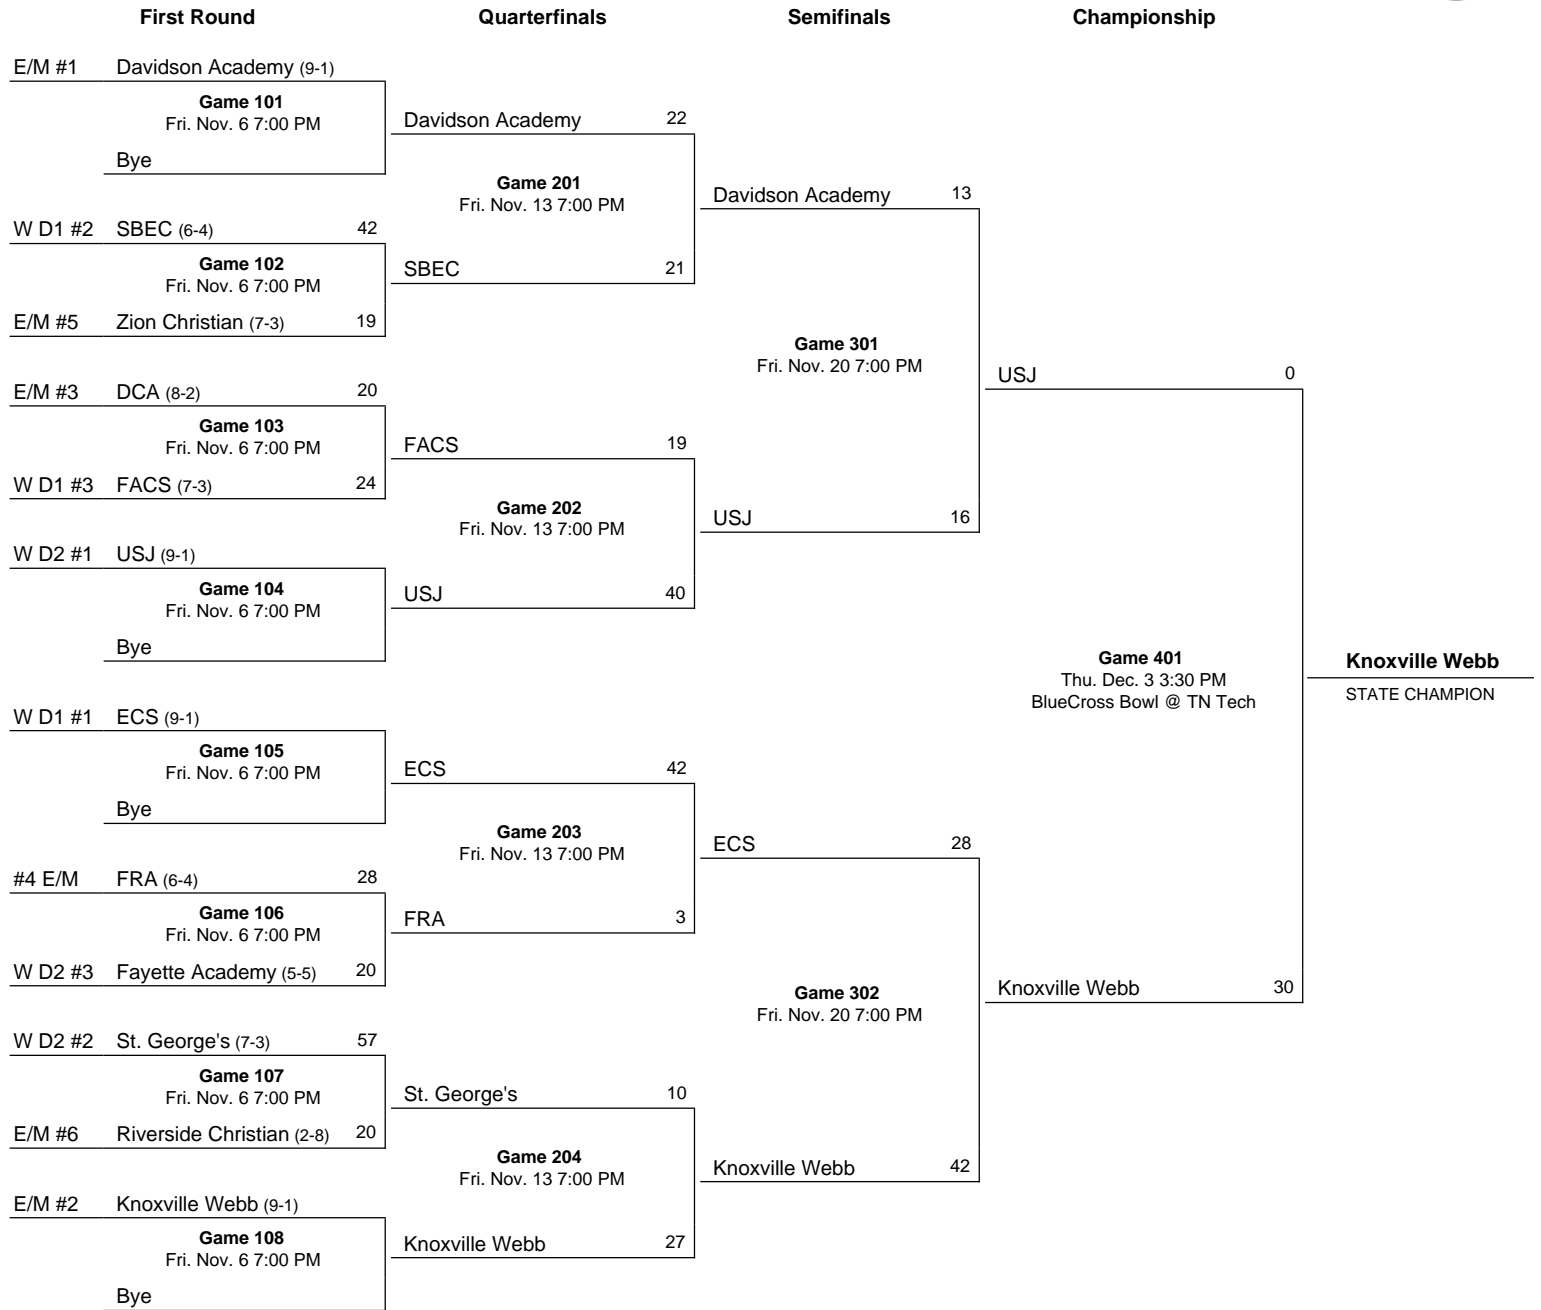 First Round Quarterfinals Semifinals Championship
E/M #1 Davidson Academy (9-1)
Game 101
Fri. Nov. 6 7:00 PM
Bye
W D1 #2 SBEC (6-4) 42
Game 102
Fri. Nov. 6 7:00 PM
E/M #5 Zion Christian (7-3) 19
E/M #3 DCA (8-2) 20
Game 103
Fri. Nov. 6 7:00 PM
W D1 #3 FACS (7-3) 24
W D2 #1 USJ (9-1)
Game 104
Fri. Nov. 6 7:00 PM
Bye
W D1 #1 ECS (9-1)
Game 105
Fri. Nov. 6 7:00 PM
Bye
#4 E/M FRA (6-4) 28
Game 106
Fri. Nov. 6 7:00 PM
W D2 #3 Fayette Academy (5-5) 20
W D2 #2 St. George's (7-3) 57
Game 107
Fri. Nov. 6 7:00 PM
E/M #6 Riverside Christian (2-8) 20
E/M #2 Knoxville Webb (9-1)
Game 108
Fri. Nov. 6 7:00 PM
Bye
Davidson Academy 22
Game 201
Fri. Nov. 13 7:00 PM
SBEC 21
FACS 19
Game 202
Fri. Nov. 13 7:00 PM
USJ 40
ECS 42
Game 203
Fri. Nov. 13 7:00 PM
FRA 3
St. George's 10
Game 204
Fri. Nov. 13 7:00 PM
Knoxville Webb 27
Davidson Academy 13
Game 301
Fri. Nov. 20 7:00 PM
USJ 16
ECS 28
Game 302
Fri. Nov. 20 7:00 PM
Knoxville Webb 42
USJ 0
Game 401
Thu. Dec. 3 3:30 PM
BlueCross Bowl @ TN Tech
Knoxville Webb 30
Knoxville Webb
STATE CHAMPION